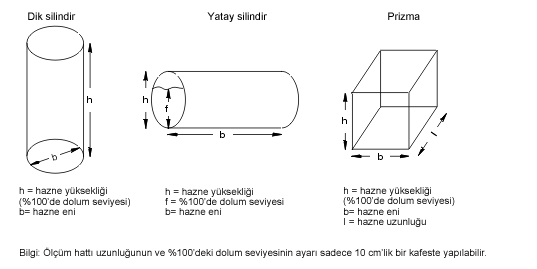 Dik silindir
Yatay silindir
Prizma
h
b
h
f
b
h
b
l
h = hazne yüksekliği
(%100'de dolum seviyesi)
b= hazne eni
h = hazne yüksekliği
f = %100'de dolum seviyesi
b= hazne eni
h = hazne yüksekliği
(%100'de dolum seviyesi)
b= hazne eni
l = hazne uzunluğu
Bilgi: Ölçüm hattı uzunluğunun ve %100'deki dolum seviyesinin ayarı sadece 10 cm'lik bir kafeste yapılabilir.